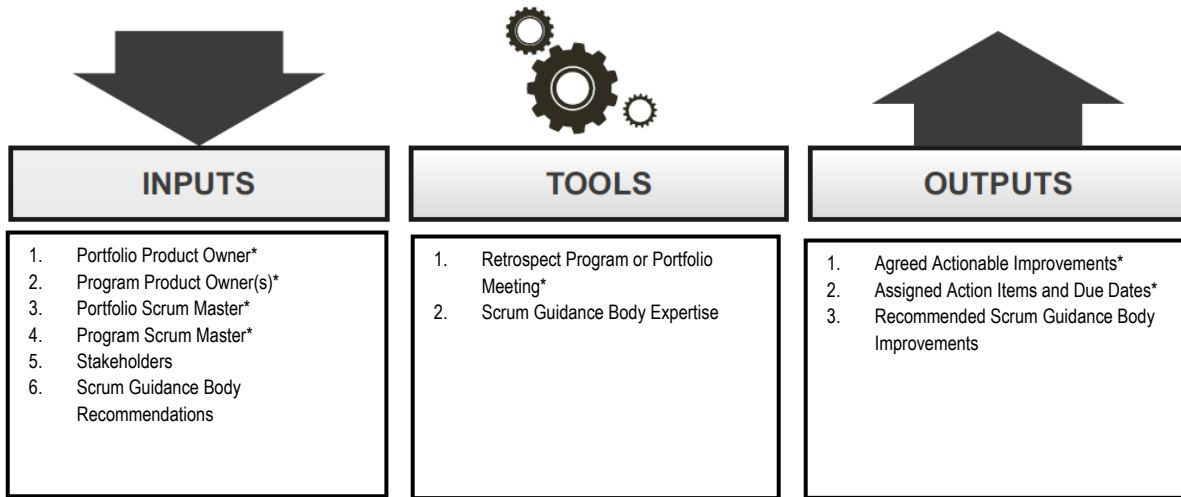 INPUTS
1. Portfolio Product Owner*
2. Program Product Owner(s)*
3. Portfolio Scrum Master*
4. Program Scrum Master*
5. Stakeholders
6. Scrum Guidance Body
Recommendations
TOOLS
1. Retrospect Program or Portfolio
Meeting*
2. Scrum Guidance Body Expertise
OUTPUTS
1. Agreed Actionable Improvements*
2. Assigned Action Items and Due Dates*
3. Recommended Scrum Guidance Body
Improvements